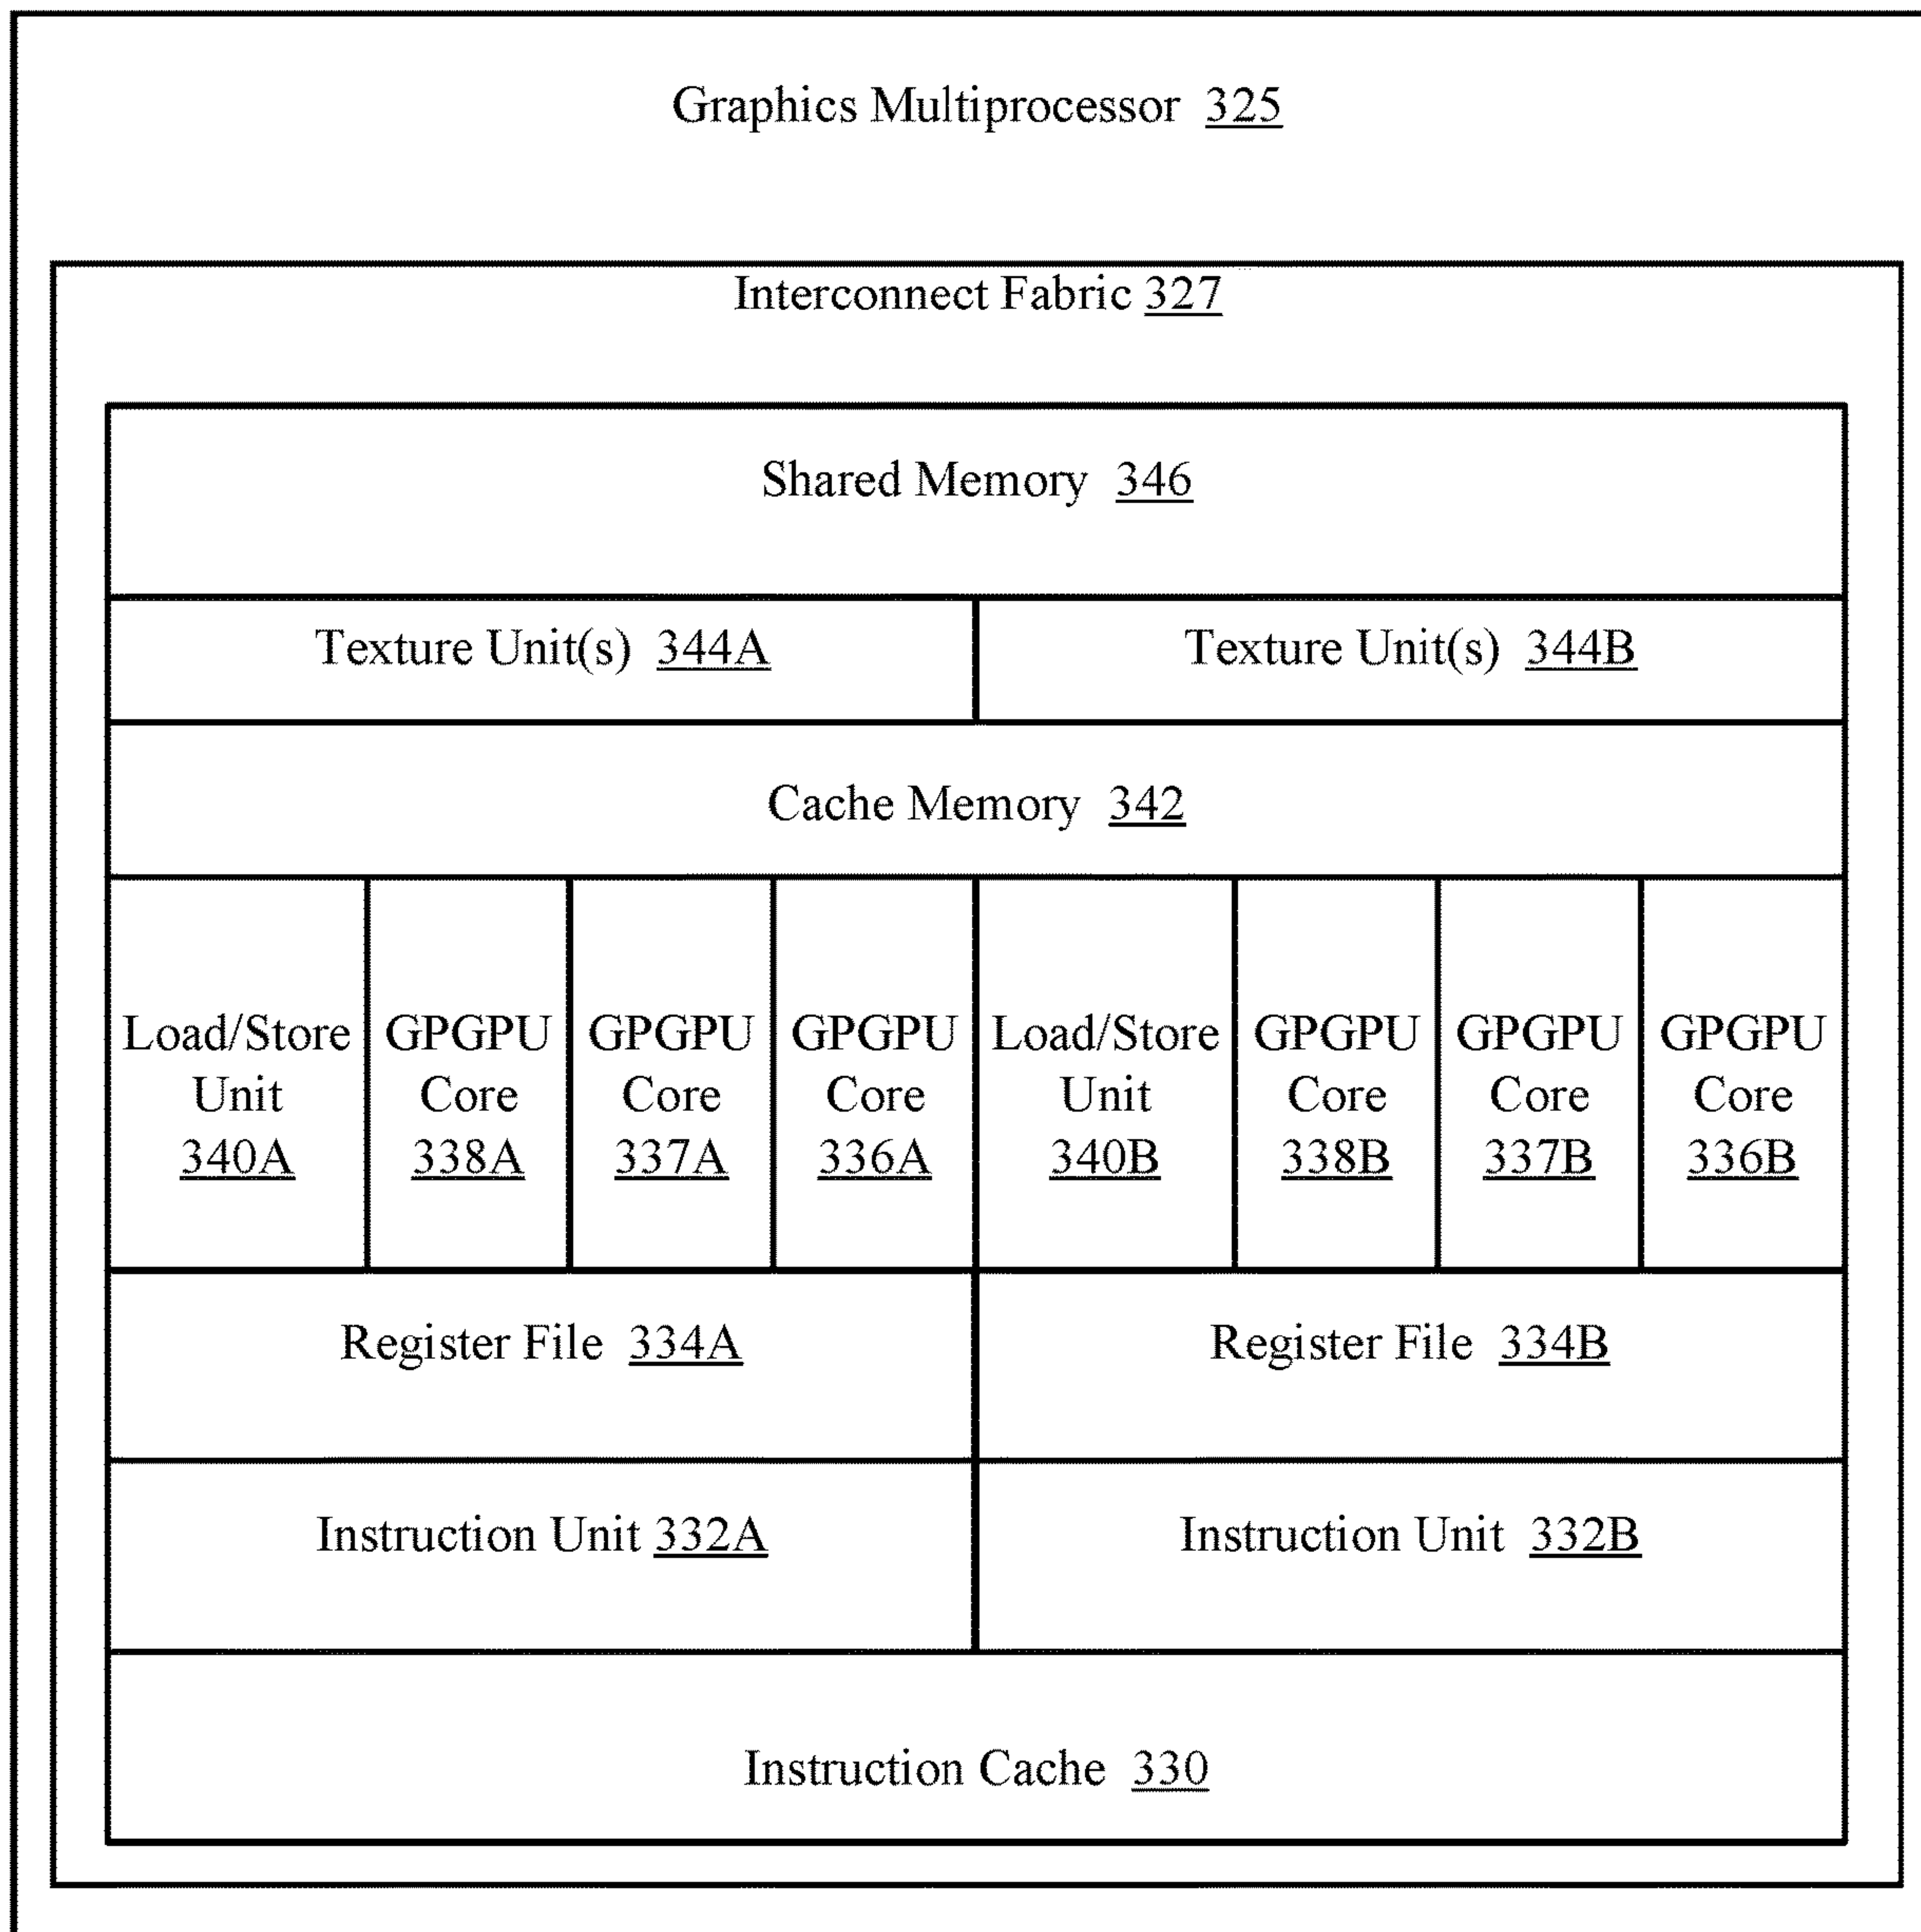 Graphics Multiprocessor 325
Interconnect Fabric 327
Shared Memory 346
Texture Unit(s) 344A
Texture Unit(s) 344B
Cache Memory 342
Load/Store
Unit
340A
GPGPU
Core
338A
GPGPU
Core
337A
GPGPU
Core
336A
Load/Store
Unit
340B
GPGPU
Core
338B
GPGPU
Core
337B
GPGPU
Core
336B
Register File 334A
Register File 334B
Instruction Unit 332A
Instruction Unit 332B
Instruction Cache 330